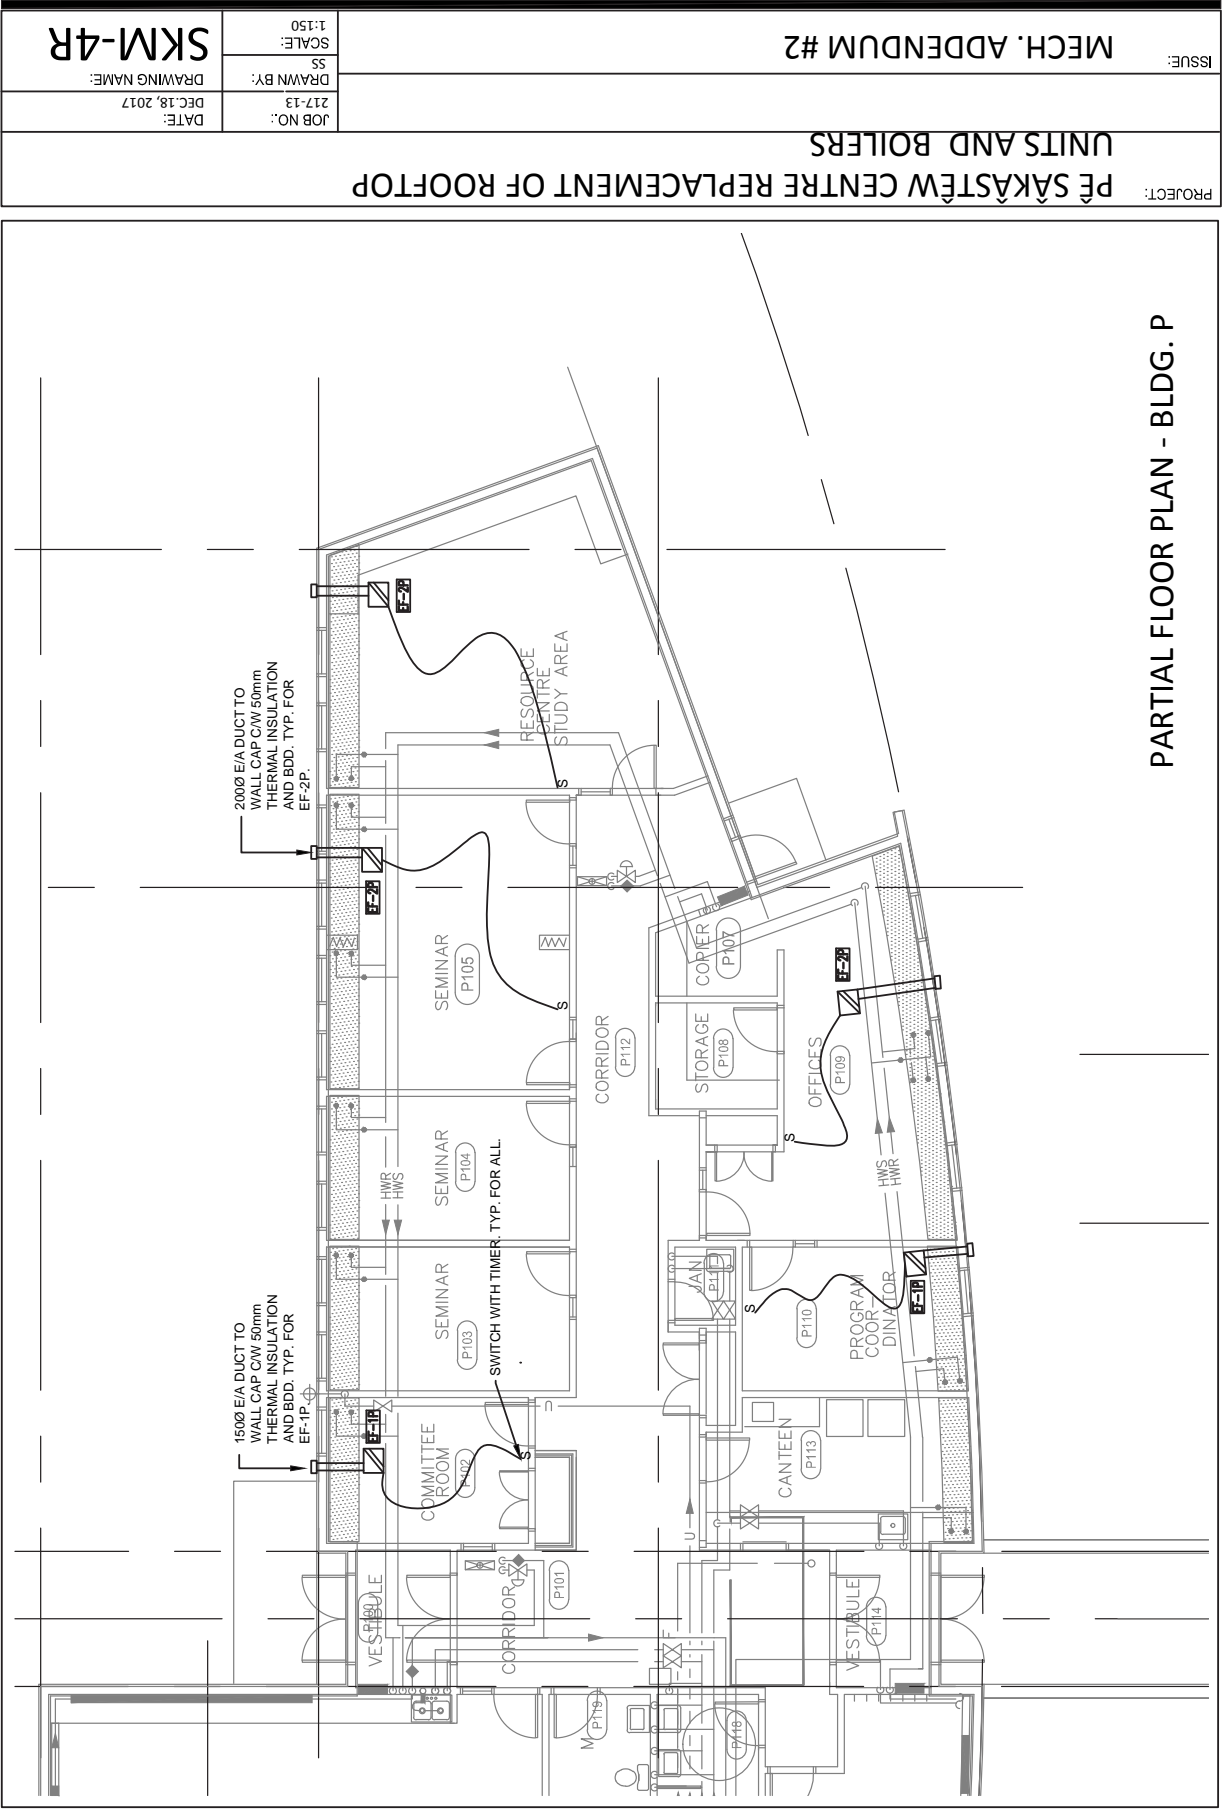 PROJECT:
PÊ SÂKÂSTÊW CENTRE REPLACEMENT OF ROOFTOP
UNITS AND BOILERS
ISSUE:
MECH. ADDENDUM #2
JOB NO.:
217-13
DATE:
DEC.18, 2017
DRAWN BY:
SS
DRAWING NAME:
SKM-4R
SCALE:
1:150
PARTIAL FLOOR PLAN - BLDG. P
200Ø E/A DUCT TO
WALL CAP C/W 50mm
THERMAL INSULATION
AND BDD. TYP. FOR
EF-2P.
150Ø E/A DUCT TO
WALL CAP C/W 50mm
THERMAL INSULATION
AND BDD. TYP. FOR
EF-1P.
SWITCH WITH TIMER. TYP. FOR ALL.
EF-2P
RESOURCE
CENTRE
STUDY AREA
S
EF-2P
SEMINAR
P105
S
SEMINAR
P104
HWR
HWS
SEMINAR
P103
EF-1P
COMMITTEE
ROOM
P102
S
CORRIDOR
P112
COPIER
P107
STORAGE
P108
OFFICES
P109
EF-2P
S
HWS
HWR
JAN
P111
PROGRAM
COOR-
DINATOR
P110
EF-1P
S
CANTEEN
P113
U
VESTIBULE
P100
CORRIDOR
P101
VESTIBULE
P114
M
P119
P118